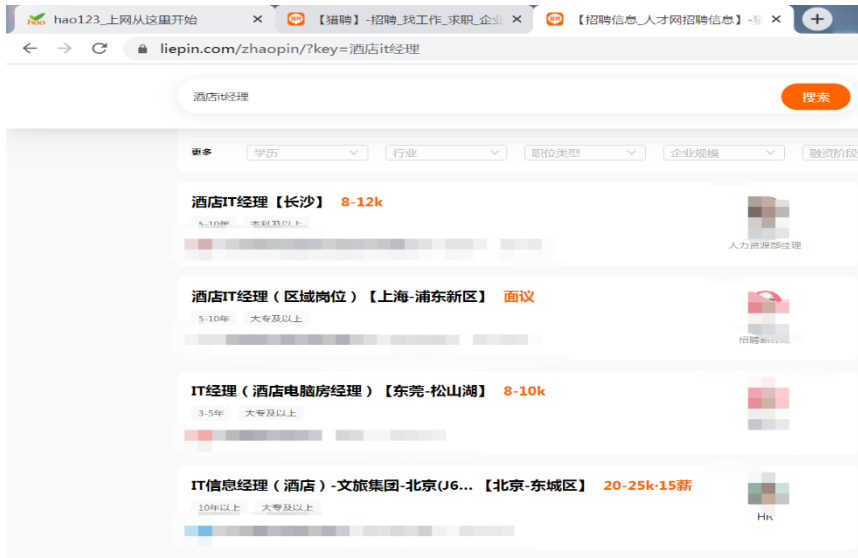 hao123_上网从这里开始
【猎聘】-招聘_找工作_求职_企业
【招聘信息_人才网招聘信息】-猎
liepin.com/zhaopin/?key=酒店it经理
酒店it经理
搜索
更多 学历 行业 职位类型 企业规模 融资阶段
酒店IT经理【长沙】 8-12k
5-10年 本科及以上
人力资源部经理
酒店IT经理（区域岗位）【上海-浦东新区】 面议
5-10年 大专及以上
招聘
IT经理（酒店电脑房经理）【东莞-松山湖】 8-10k
3-5年 大专及以上
IT信息经理（酒店）-文旅集团-北京(J6... 【北京-东城区】 20-25k·15薪
10年以上 大专及以上
HR